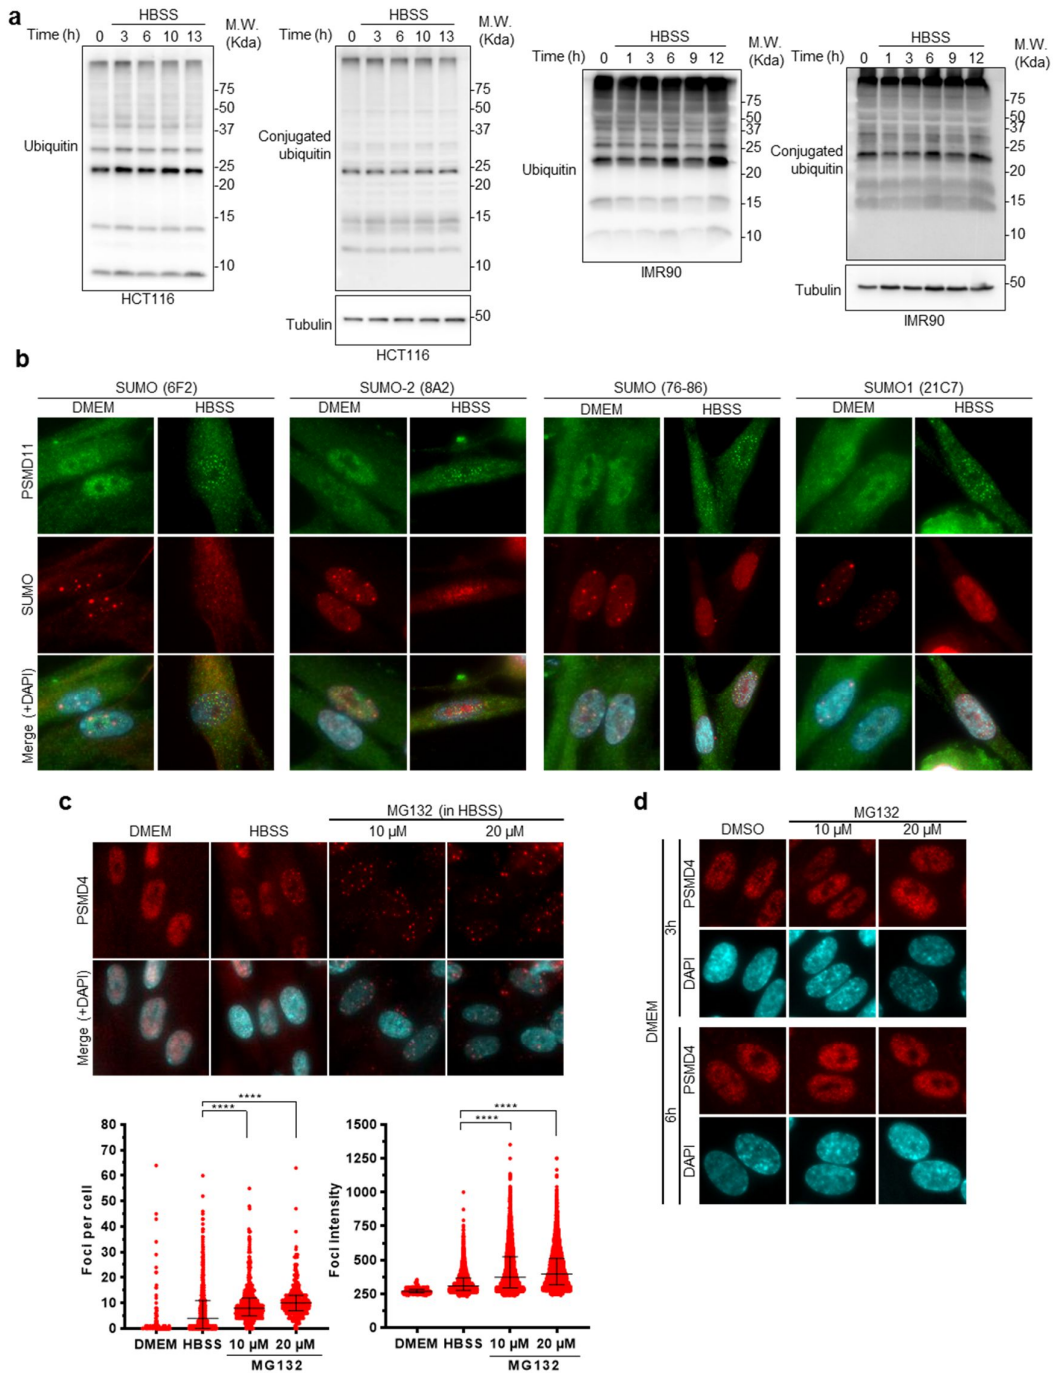 a
HBSS
Time (h) 0 3 6 10 13 M.W. (Kda)
Ubiquitin
-75
-50
-37
-25
-20
-15
-10
HCT116
HBSS
Time (h) 0 3 6 10 13 M.W. (Kda)
Conjugated ubiquitin
-75
-50
-37
-25
-20
-15
-10
Tubulin
-50
HCT116
HBSS
Time (h) 0 1 3 6 9 12 M.W. (Kda)
Ubiquitin
-75
-50
-37
-25
-20
-15
-10
IMR90
HBSS
Time (h) 0 1 3 6 9 12 M.W. (Kda)
Conjugated ubiquitin
-75
-50
-37
-25
-20
-15
-10
Tubulin
-50
IMR90
b
SUMO (6F2) SUMO-2 (8A2) SUMO (76-86) SUMO1 (21C7)
DMEM HBSS DMEM HBSS DMEM HBSS DMEM HBSS
PSMD11
SUMO
Merge (+DAPI)
c
MG132 (in HBSS)
DMEM HBSS 10 µM 20 µM
PSMD4
Merge (+DAPI)
Foci per cell
80
70
60
50
40
30
20
10
0
**** ****
DMEM HBSS 10 µM 20 µM
MG132
Foci intensity
1500
1250
1000
750
500
250
0
**** ****
DMEM HBSS 10 µM 20 µM
MG132
d
MG132
DMSO 10 µM 20 µM
DMEM
3h
PSMD4
DAPI
6h
PSMD4
DAPI